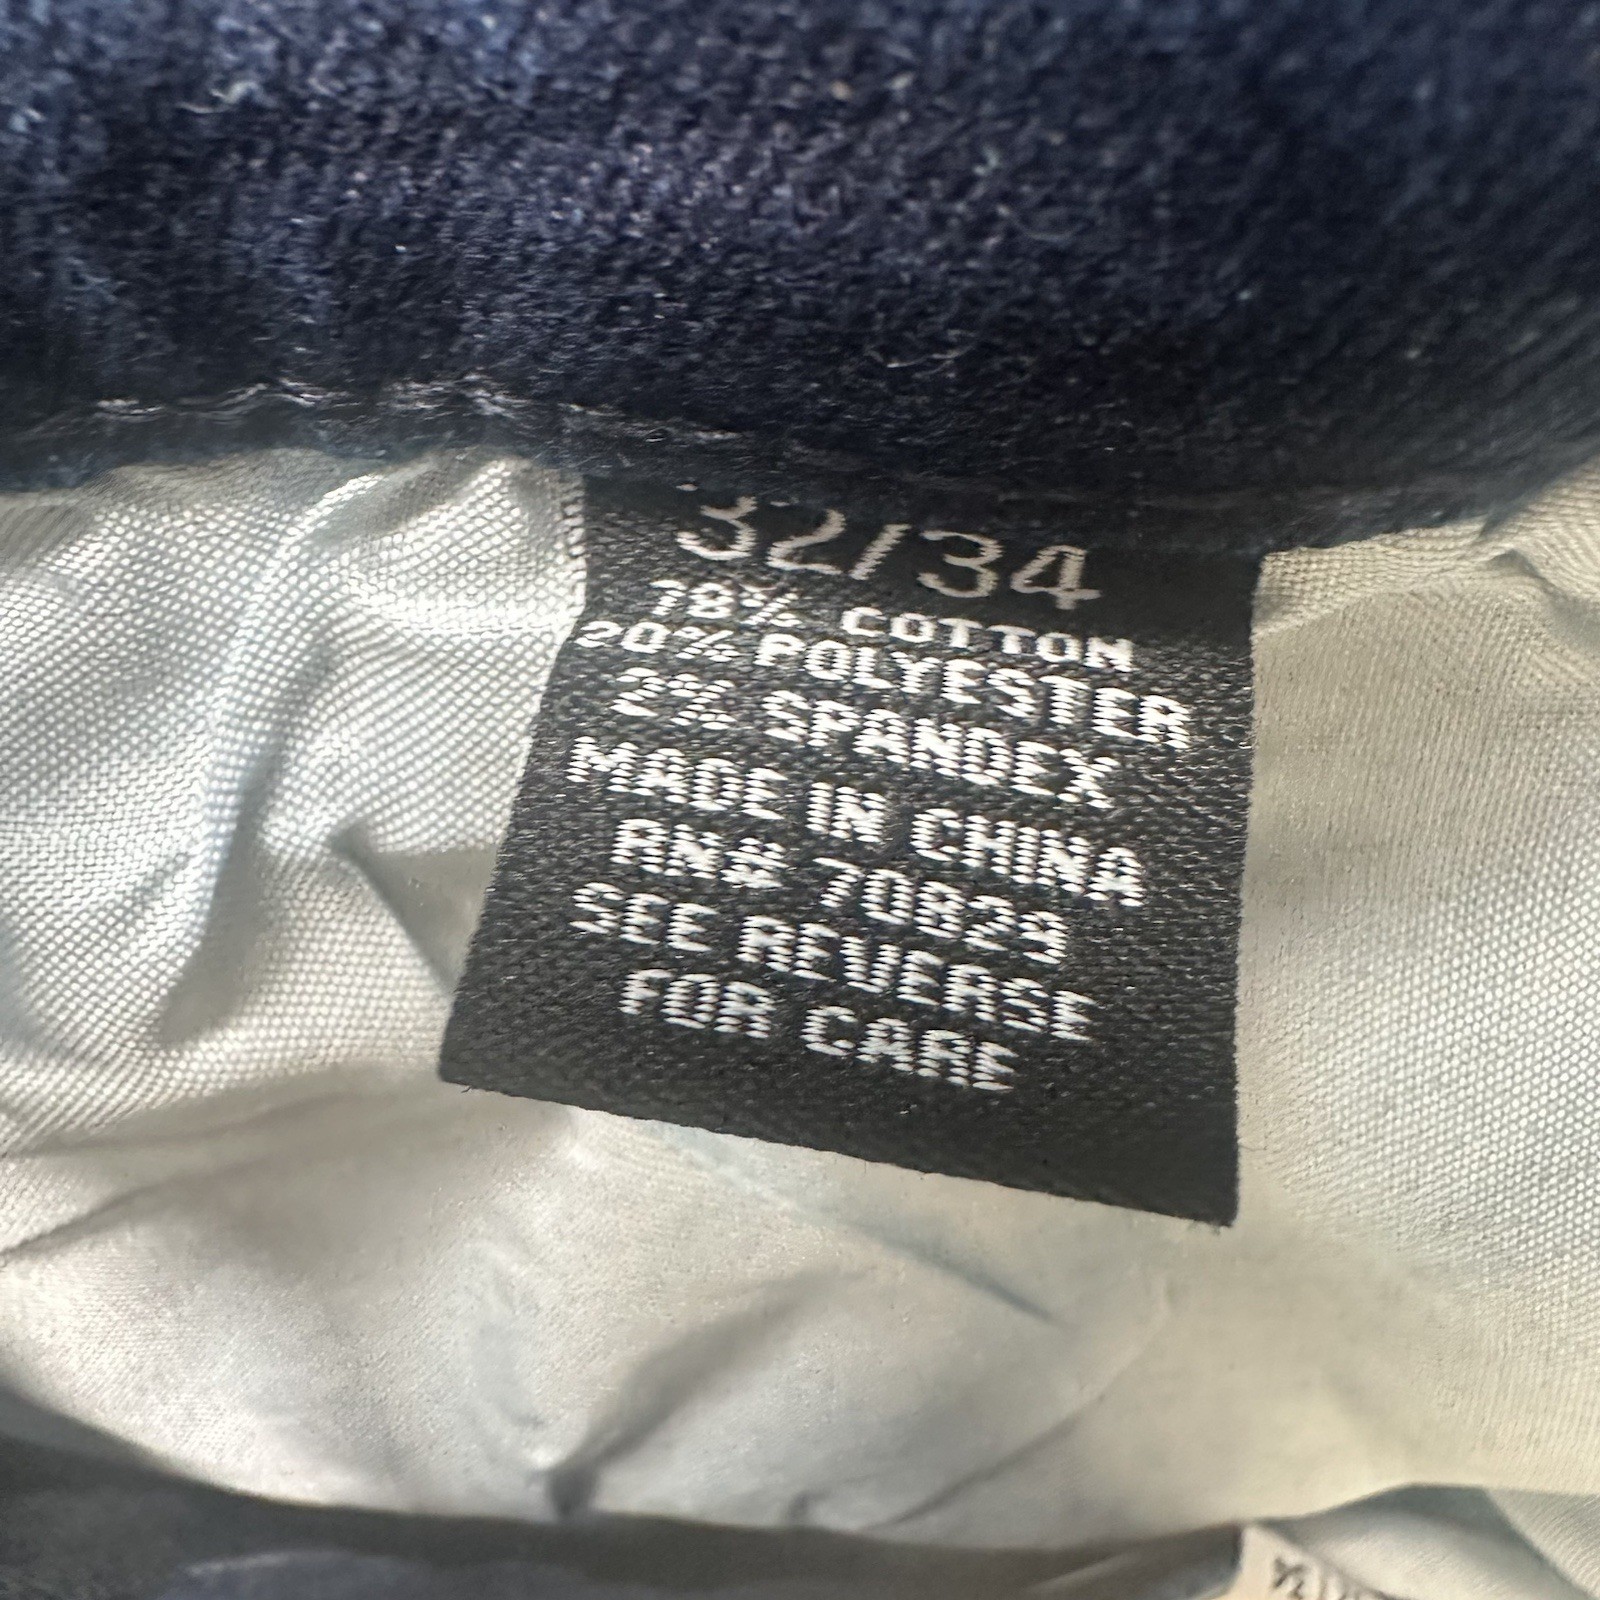 32/34
78% COTTON
20% POLYESTER
2% SPANDEX
MADE IN CHINA
RN# 70829
SEE REVERSE
FOR CARE